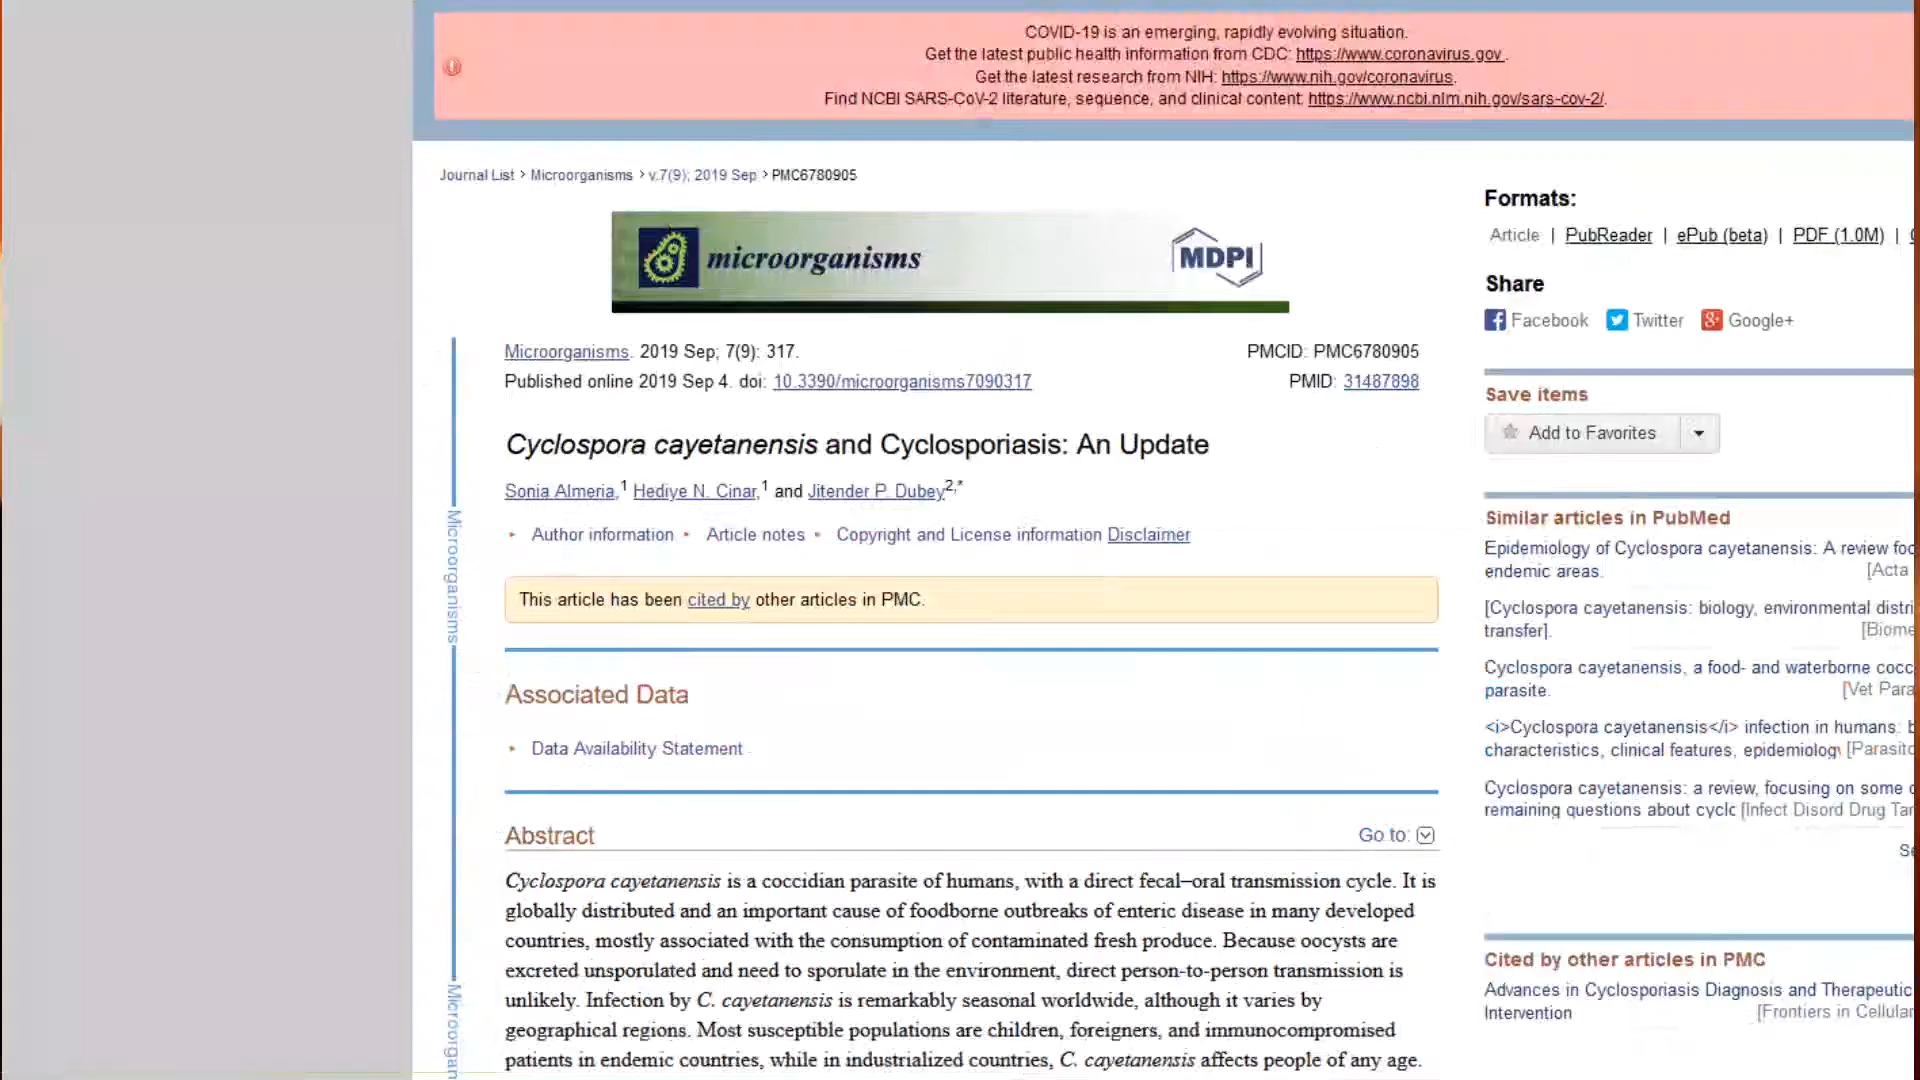 COVID-19 is an emerging, rapidly evolving situation.
Get the latest public health information from CDC: https://www.coronavirus.gov .
Get the latest research from NIH: https://www.nih.gov/coronavirus.
Find NCBI SARS-CoV-2 literature, sequence, and clinical content: https://www.ncbi.nlm.nih.gov/sars-cov-2/.
Journal List > Microorganisms > v.7(9); 2019 Sep > PMC6780905
microorganisms
MDPI
Microorganisms. 2019 Sep; 7(9): 317.
PMCID: PMC6780905
Published online 2019 Sep 4. doi: 10.3390/microorganisms7090317
PMID: 31487898
Cyclospora cayetanensis and Cyclosporiasis: An Update
Sonia Almeria,1 Hediye N. Cinar,1 and Jitender P. Dubey2,*
Author information Article notes Copyright and License information Disclaimer
This article has been cited by other articles in PMC.
Associated Data
Data Availability Statement
Abstract
Go to:
Cyclospora cayetanensis is a coccidian parasite of humans, with a direct fecal–oral transmission cycle. It is
globally distributed and an important cause of foodborne outbreaks of enteric disease in many developed
countries, mostly associated with the consumption of contaminated fresh produce. Because oocysts are
excreted unsporulated and need to sporulate in the environment, direct person-to-person transmission is
unlikely. Infection by C. cayetanensis is remarkably seasonal worldwide, although it varies by
geographical regions. Most susceptible populations are children, foreigners, and immunocompromised
patients in endemic countries, while in industrialized countries, C. cayetanensis affects people of any age.
Microorganisms
Microorgan
Formats:
Article | PubReader | ePub (beta) | PDF (1.0M) |
Share
Facebook Twitter Google+
Save items
Add to Favorites
Similar articles in PubMed
Epidemiology of Cyclospora cayetanensis: A review foc
endemic areas. [Acta
[Cyclospora cayetanensis: biology, environmental distri
transfer]. [Biome
Cyclospora cayetanensis, a food- and waterborne cocc
parasite. [Vet Para
<i>Cyclospora cayetanensis</i> infection in humans: b
characteristics, clinical features, epidemiology [Parasito
Cyclospora cayetanensis: a review, focusing on some o
remaining questions about cyclc [Infect Disord Drug Tar
Se
Cited by other articles in PMC
Advances in Cyclosporiasis Diagnosis and Therapeutic
Intervention [Frontiers in Cellular